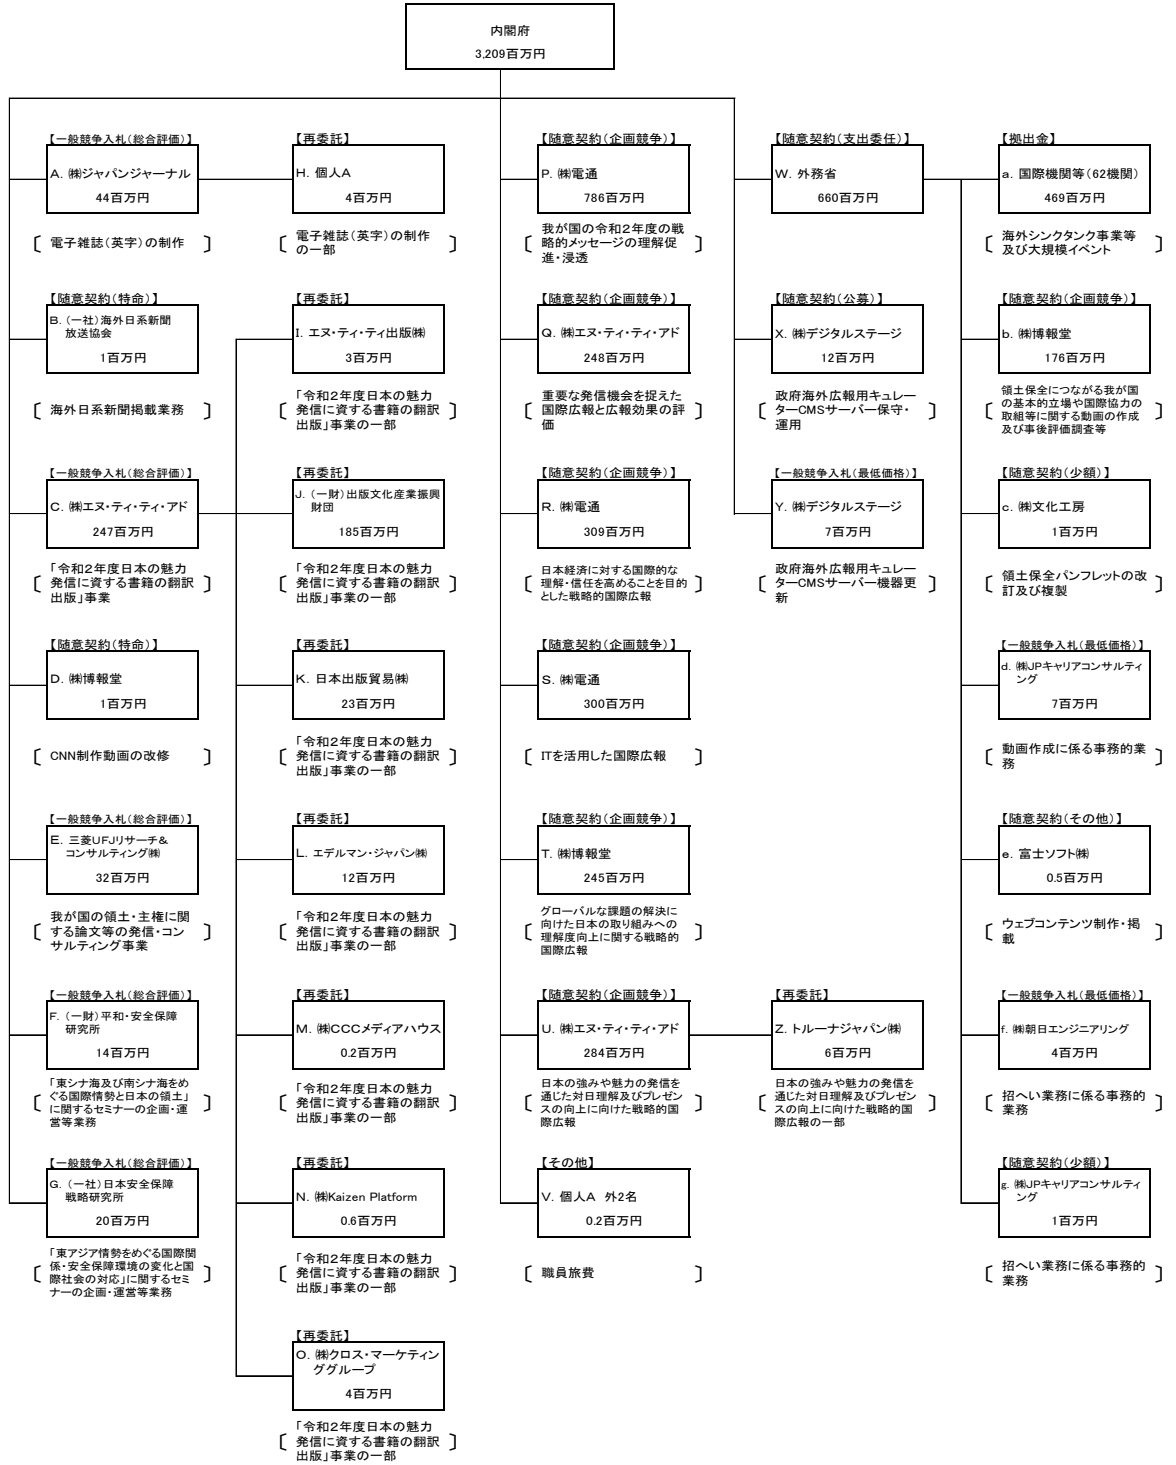 内閣府
3,209百万円
【一般競争入札(総合評価)】
A. ㈱ジャパンジャーナル
44百万円
電子雑誌(英字)の制作
【随意契約(特命)】
B. (一社)海外日系新聞
放送協会
1百万円
海外日系新聞掲載業務
【一般競争入札(総合評価)】
C. ㈱エヌ・ティ・ティ・アド
247百万円
「令和2年度日本の魅力
発信に資する書籍の翻訳
出版」事業
【随意契約(特命)】
D. ㈱博報堂
1百万円
CNN制作動画の改修
【一般競争入札(総合評価)】
E. 三菱UFJリサーチ&
コンサルティング㈱
32百万円
我が国の領土・主権に関
する論文等の発信・コン
サルティング事業
【一般競争入札(総合評価)】
F. (一財)平和・安全保障
研究所
14百万円
「東シナ海及び南シナ海をめ
ぐる国際情勢と日本の領土」
に関するセミナーの企画・運
営等業務
【一般競争入札(総合評価)】
G. (一社)日本安全保障
戦略研究所
20百万円
「東アジア情勢をめぐる国際関
係・安全保障環境の変化と国
際社会の対応」に関するセミ
ナーの企画・運営等業務
【再委託】
H. 個人A
4百万円
電子雑誌(英字)の制作
の一部
【再委託】
I. エヌ・ティ・ティ出版㈱
3百万円
「令和2年度日本の魅力
発信に資する書籍の翻訳
出版」事業の一部
【再委託】
J. (一財)出版文化産業振興
財団
185百万円
「令和2年度日本の魅力
発信に資する書籍の翻訳
出版」事業の一部
【再委託】
K. 日本出版貿易㈱
23百万円
「令和2年度日本の魅力
発信に資する書籍の翻訳
出版」事業の一部
【再委託】
L. エデルマン・ジャパン㈱
12百万円
「令和2年度日本の魅力
発信に資する書籍の翻訳
出版」事業の一部
【再委託】
M. ㈱CCCメディアハウス
0.2百万円
「令和2年度日本の魅力
発信に資する書籍の翻訳
出版」事業の一部
【再委託】
N. ㈱Kaizen Platform
0.6百万円
「令和2年度日本の魅力
発信に資する書籍の翻訳
出版」事業の一部
【再委託】
O. ㈱クロス・マーケティン
ググループ
4百万円
「令和2年度日本の魅力
発信に資する書籍の翻訳
出版」事業の一部
【随意契約(企画競争)】
P. ㈱電通
786百万円
我が国の令和2年度の戦
略的メッセージの理解促
進・浸透
【随意契約(企画競争)】
Q. ㈱エヌ・ティ・ティ・アド
248百万円
重要な発信機会を捉えた
国際広報と広報効果の評
価
【随意契約(企画競争)】
R. ㈱電通
309百万円
日本経済に対する国際的な
理解・信任を高めることを目的
とした戦略的国際広報
【随意契約(企画競争)】
S. ㈱電通
300百万円
ITを活用した国際広報
【随意契約(企画競争)】
T. ㈱博報堂
245百万円
グローバルな課題の解決に
向けた日本の取り組みへの
理解度向上に関する戦略的
国際広報
【随意契約(企画競争)】
U. ㈱エヌ・ティ・ティ・アド
284百万円
日本の強みや魅力の発信を
通じた対日理解及びプレゼン
スの向上に向けた戦略的国
際広報
【その他】
V. 個人A 外2名
0.2百万円
職員旅費
【随意契約(支出委任)】
W. 外務省
660百万円
【随意契約(公募)】
X. ㈱デジタルステージ
12百万円
政府海外広報用キュレー
ターCMSサーバー保守・
運用
【一般競争入札(最低価格)】
Y. ㈱デジタルステージ
7百万円
政府海外広報用キュレー
ターCMSサーバー機器更
新
【再委託】
Z. トルーナジャパン㈱
6百万円
日本の強みや魅力の発信を
通じた対日理解及びプレゼン
スの向上に向けた戦略的国
際広報の一部
【拠出金】
a. 国際機関等(62機関)
469百万円
海外シンクタンク事業等
及び大規模イベント
【随意契約(企画競争)】
b. ㈱博報堂
176百万円
領土保全につながる我が国
の基本的立場や国際協力の
取組等に関する動画の作成
及び事後評価調査等
【随意契約(少額)】
c. ㈱文化工房
1百万円
領土保全パンフレットの改
訂及び複製
【一般競争入札(最低価格)】
d. ㈱JPキャリアコンサルティ
ング
7百万円
動画作成に係る事務的業
務
【随意契約(その他)】
e. 富士ソフト㈱
0.5百万円
ウェブコンテンツ制作・掲
載
【一般競争入札(最低価格)】
f. ㈱朝日エンジニアリング
4百万円
招へい業務に係る事務的
業務
【随意契約(少額)】
g. ㈱JPキャリアコンサルティ
ング
1百万円
招へい業務に係る事務的
業務